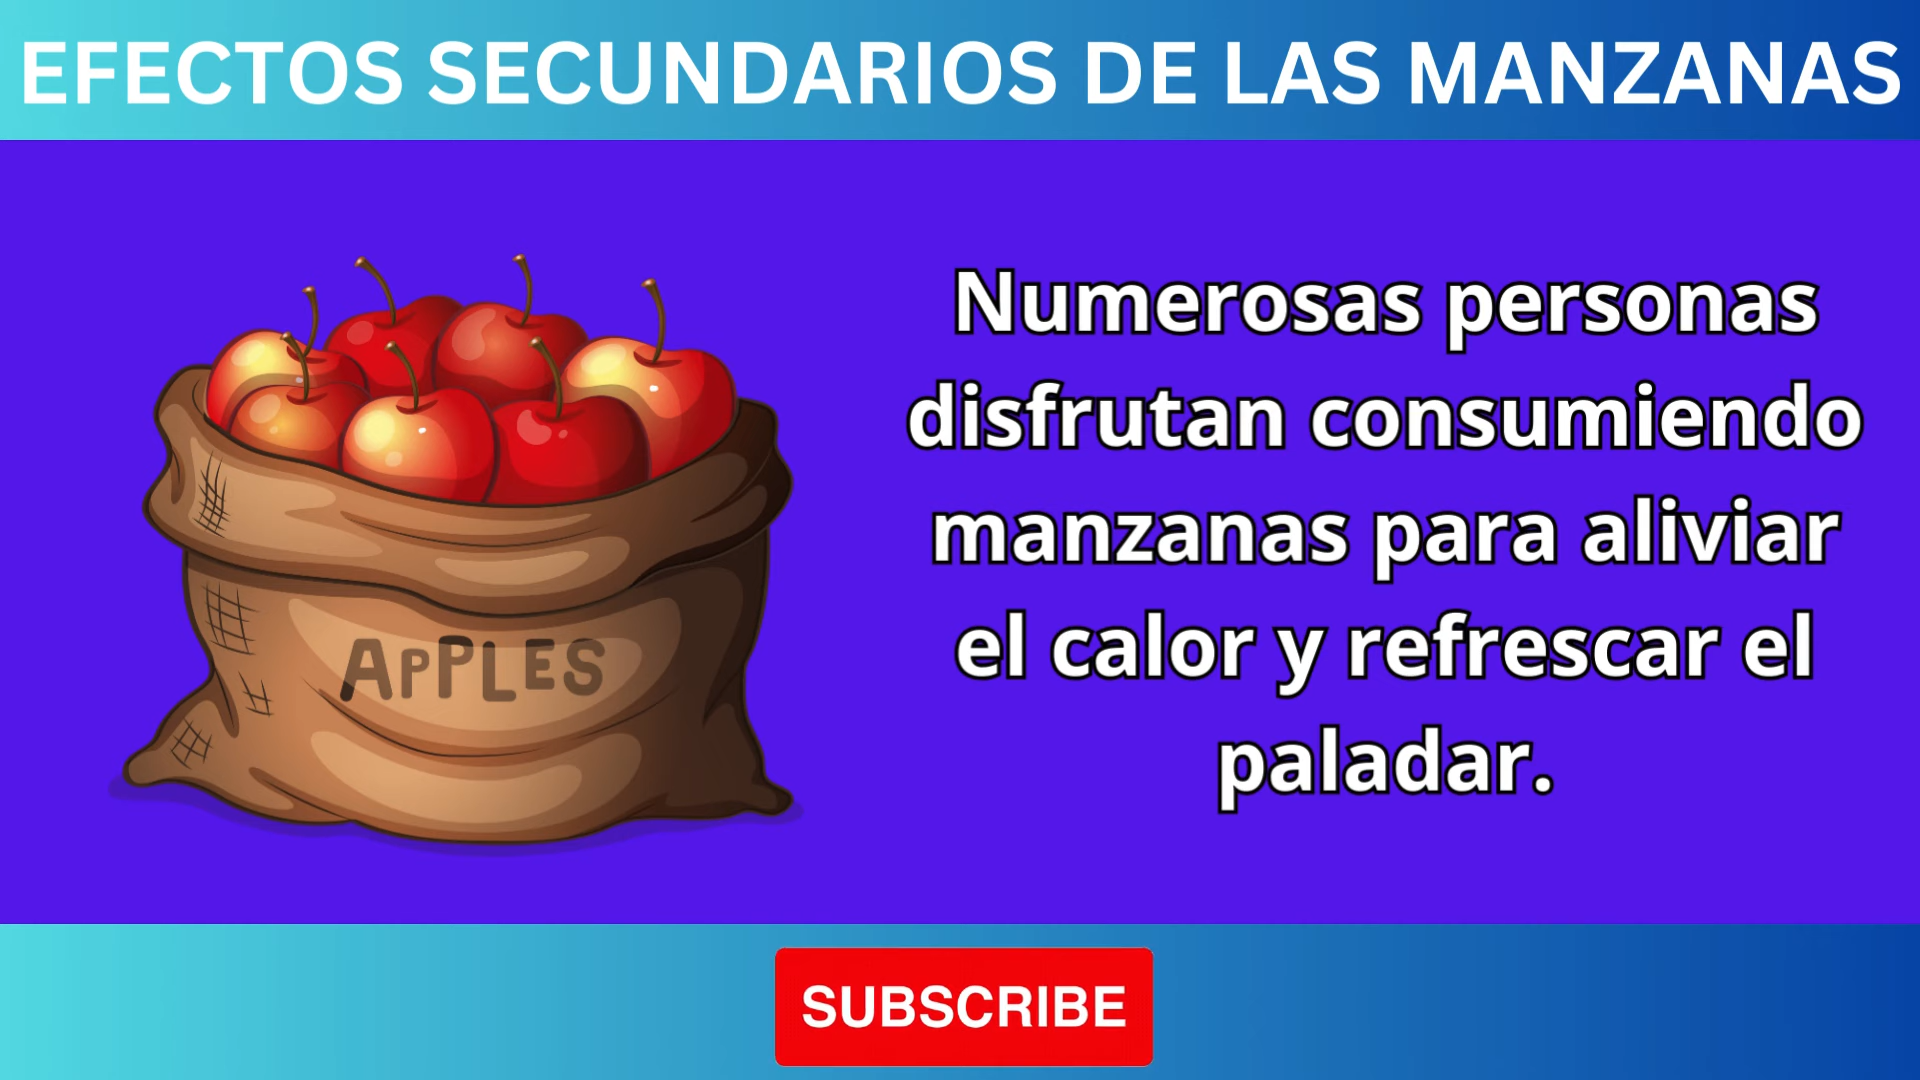 EFECTOS SECUNDARIOS DE LAS MANZANAS
Numerosas personas
disfrutan consumiendo
manzanas para aliviar
el calor y refrescar el
paladar.
APPLES
SUBSCRIBE